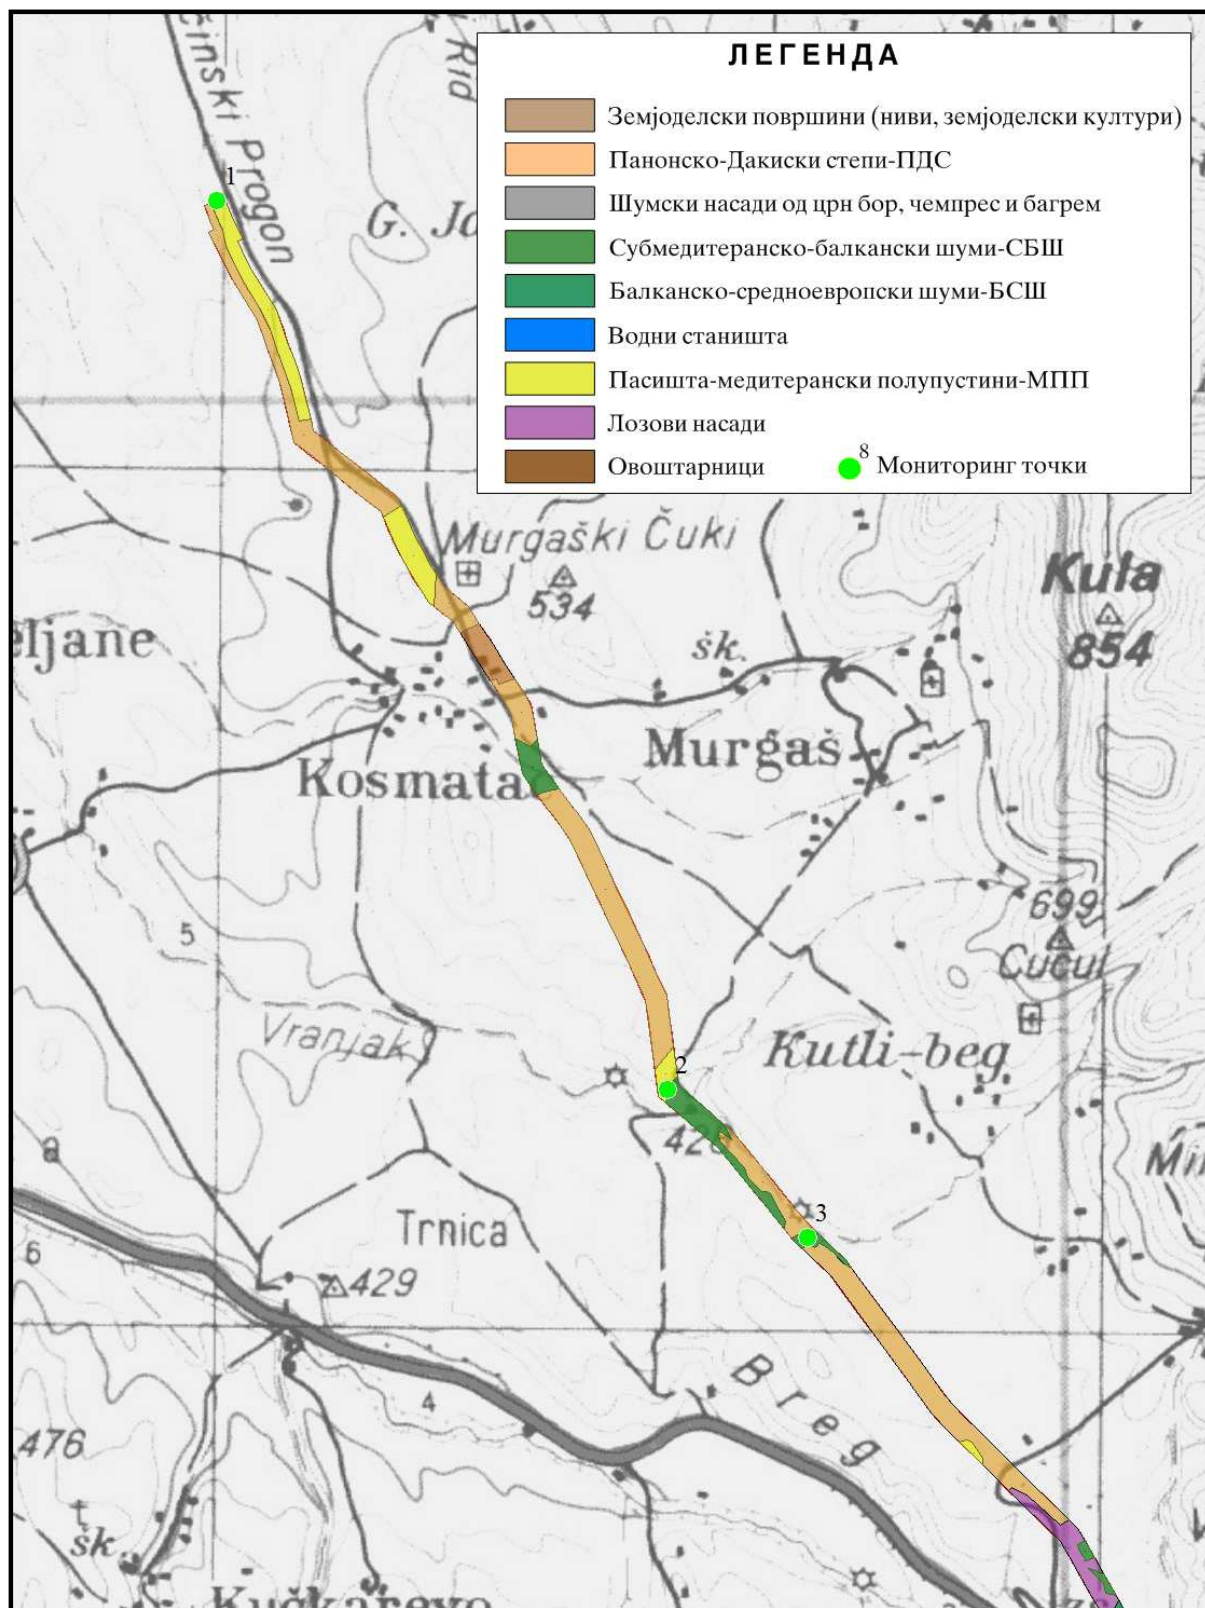 ЛЕГЕНДА
Земјоделски површини (ниви, земјоделски култури)
Панонско-Дакиски степи-ПДС
Шумски насади од црн бор, чемпрес и багрем
Субмедитеранско-балкански шуми-СБШ
Балканско-средноевропски шуми-БСШ
Водни станишта
Пасишта-медитерански полупустини-МПП
Лозови насади
Овоштарници
8 Мониторинг точки
Rid
Progon
1
G.
Murgaški Čuki
534
Kula
854
eljane
šk.
Murgaš
Kosmatac
699
Cučul
5
Vranjak
Kutli-beg
2
a
3
Trnica
6
429
Breg
4
476
t
šk.